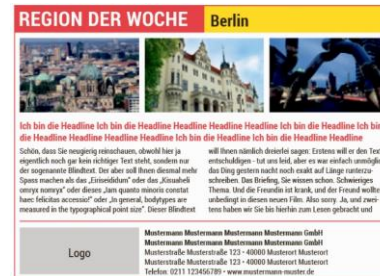 REGION DER WOCHE Berlin
Ich bin die Headline Ich bin die Headline Headline Headline Ich bin die Headline Ich bin
die Headline Headline Headline Headline Ich bin die Headline Ich bin die Headline Headline
Schön, dass Sie neugierig reinschauen, obwohl hier ja
eigentlich noch gar kein richtiger Text steht, sondern nur
der sogenannte Blindtext. Der aber soll Ihnen diesmal mehr
Spass machen als das „Eiriseididum“ oder das „Kisuaheli
omryx nomryx“ oder dieses „Iam quanto minoris constat
haec felicitas accessio!“ oder „In general, bodytypes are
measured in the typographical point size“. Dieser Blindtext
will Ihnen nämlich dreierlei sagen: Erstens will er den Text
entschuldigen - tut uns leid, aber es war einfach unmöglich
das Ding gestern nacht noch exakt auf Länge runterzu-
schreiben. Das Briefing, Sie wissen schon. Schwieriges
Thema. Und die Freundin ist krank, und der Freund wollte
unbedingt in diesen neuen Film. Also sorry. Ja, und zwei-
tens haben wir Sie bis hierhin zum Lesen gebracht und
Logo
Mustermann Mustermann Mustermann Mustermann GmbH
Mustermann Mustermann Mustermann Mustermann GmbH
Musterstraße Musterstraße 123 • 40000 Musterort Musterort
Musterstraße Musterstraße 123 • 40000 Musterort Musterort
Telefon: 0211 123456789 • www.mustermann-muster.de